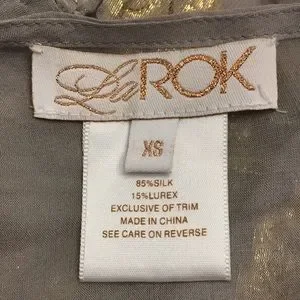 LaROK
XS
85%SILK
15%LUREX
EXCLUSIVE OF TRIM
MADE IN CHINA
SEE CARE ON REVERSE